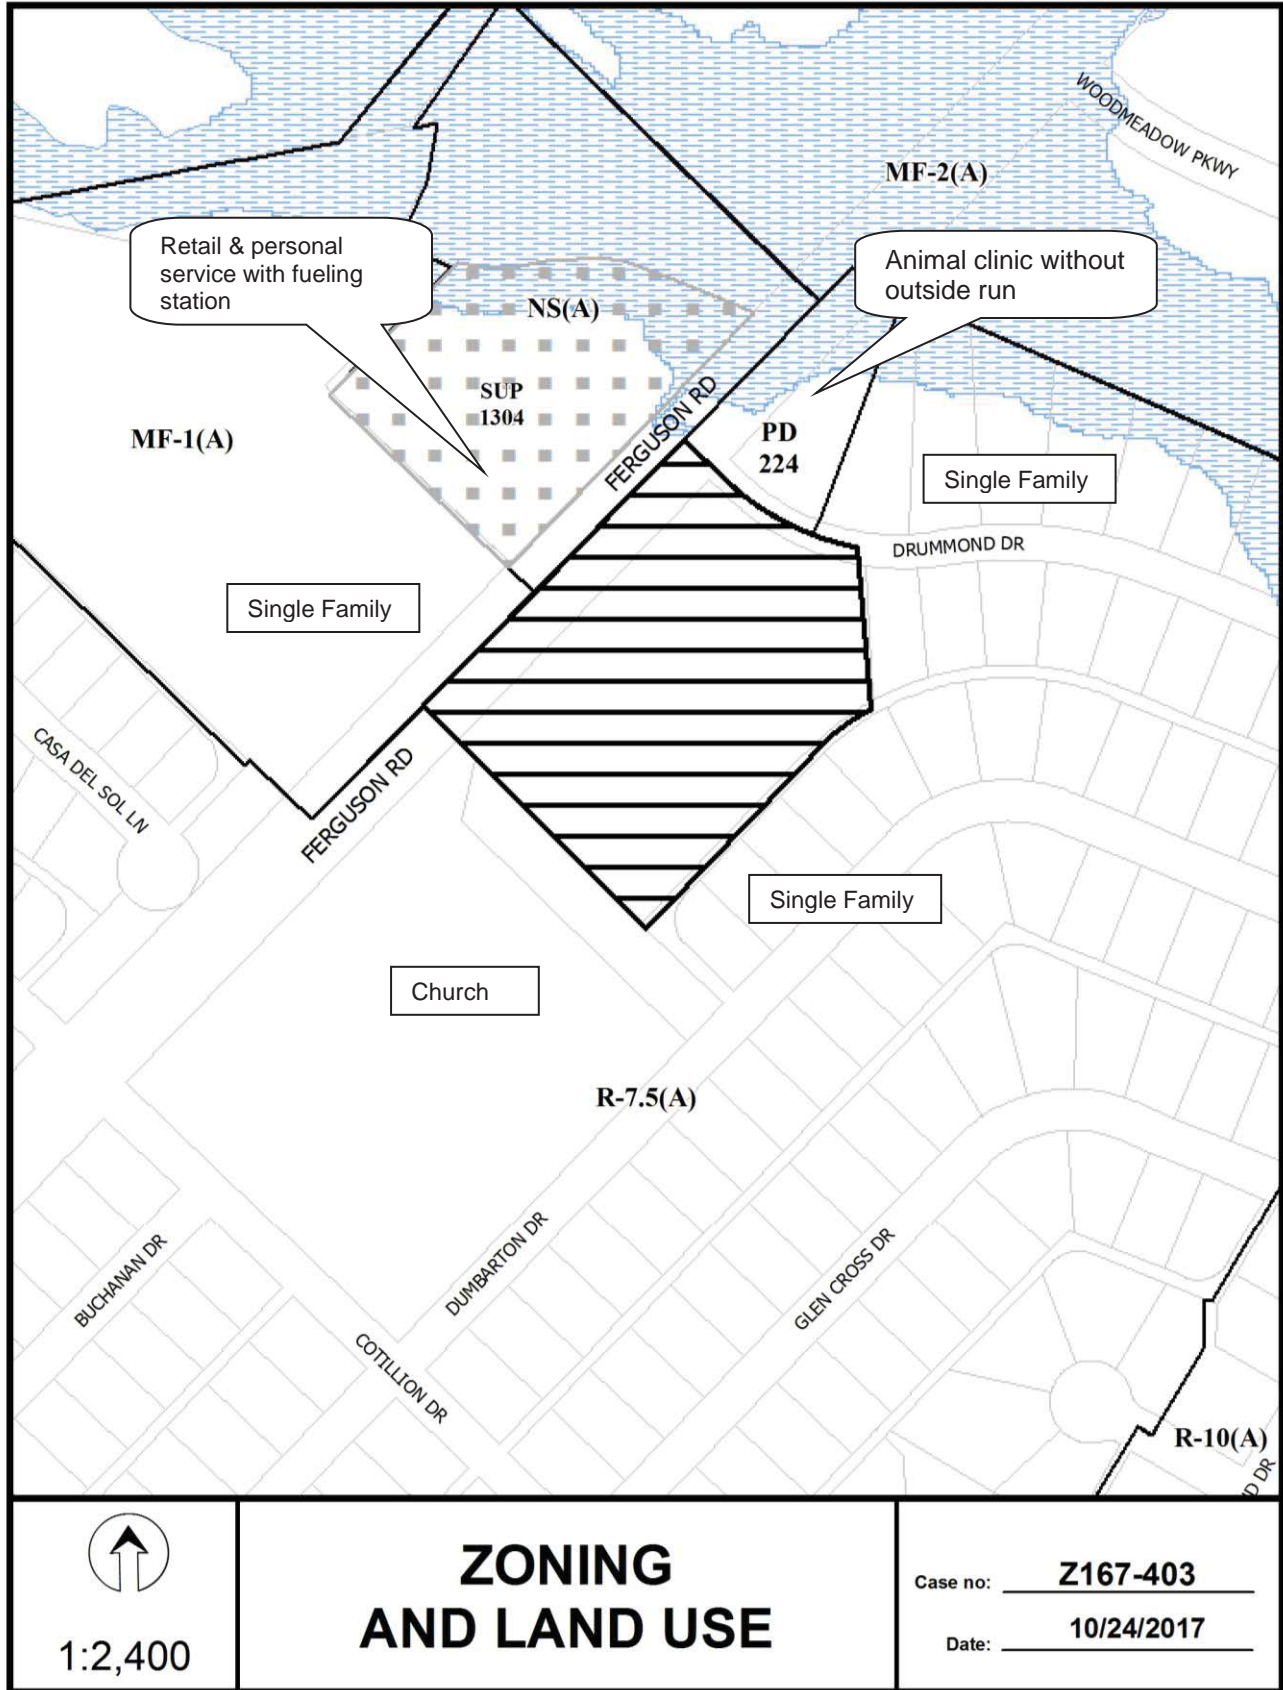 WOODMEADOW PKWY
MF-2(A)
Retail & personal
service with fueling
station
Animal clinic without
outside run
NS(A)
SUP
1304
FERGUSON RD
MF-1(A)
PD
224
Single Family
DRUMMOND DR
Single Family
CASA DEL SOL LN
FERGUSON RD
Single Family
Church
R-7.5(A)
BUCHANAN DR
DUMBARTON DR
GLEN CROSS DR
COTILLION DR
R-10(A)
DR
1:2,400
ZONING
AND LAND USE
Case no: Z167-403
Date: 10/24/2017